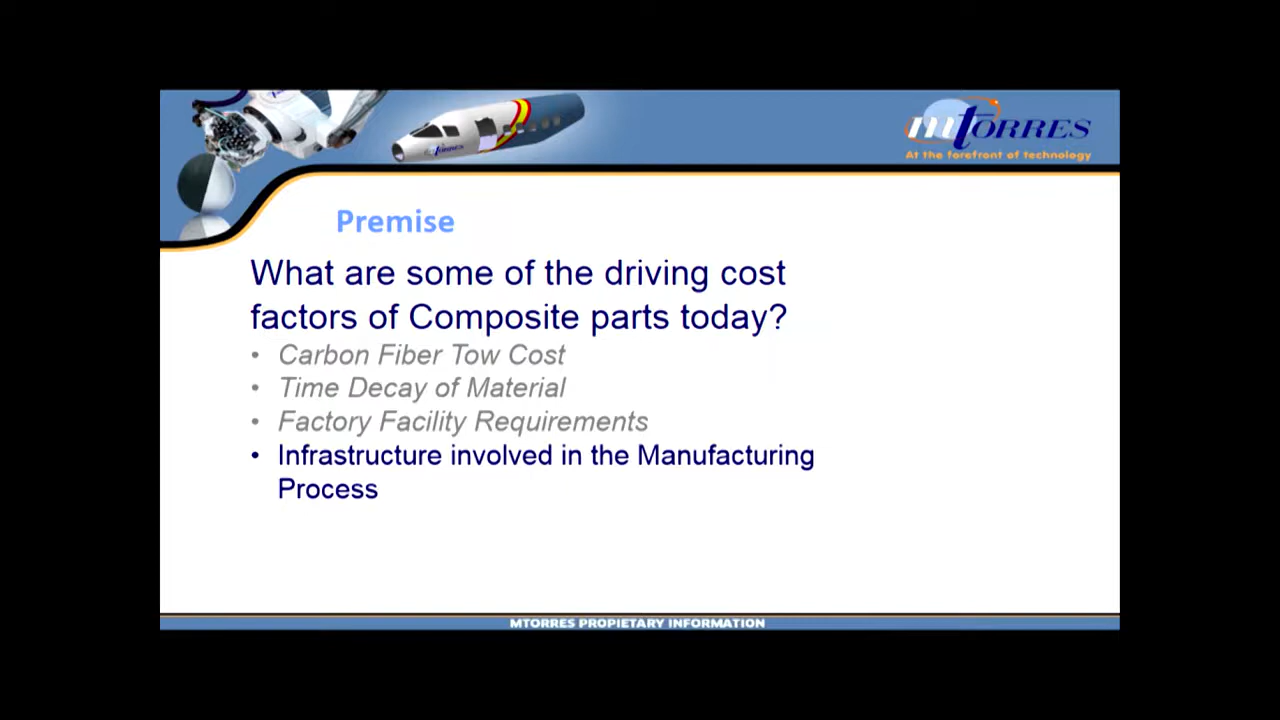 mtorres
mTORRES
At the forefront of technology
Premise
What are some of the driving cost
factors of Composite parts today?
• Carbon Fiber Tow Cost
• Time Decay of Material
• Factory Facility Requirements
• Infrastructure involved in the Manufacturing
Process
MTORRES PROPIETARY INFORMATION